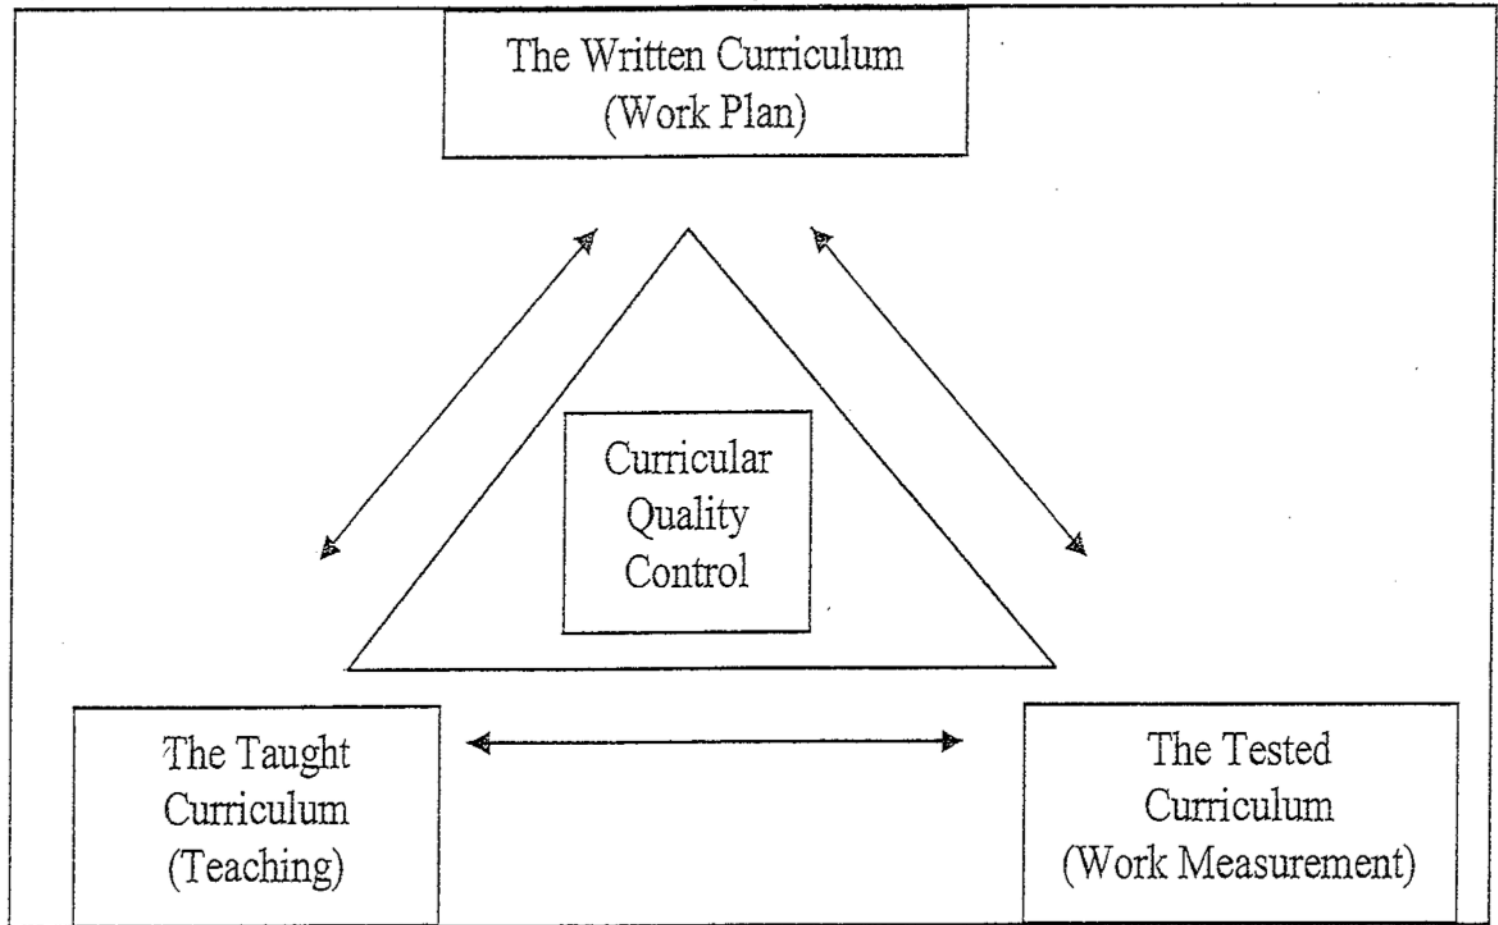 The Written Curriculum
(Work Plan)
Curricular
Quality
Control
The Taught
Curriculum
(Teaching)
The Tested
Curriculum
(Work Measurement)